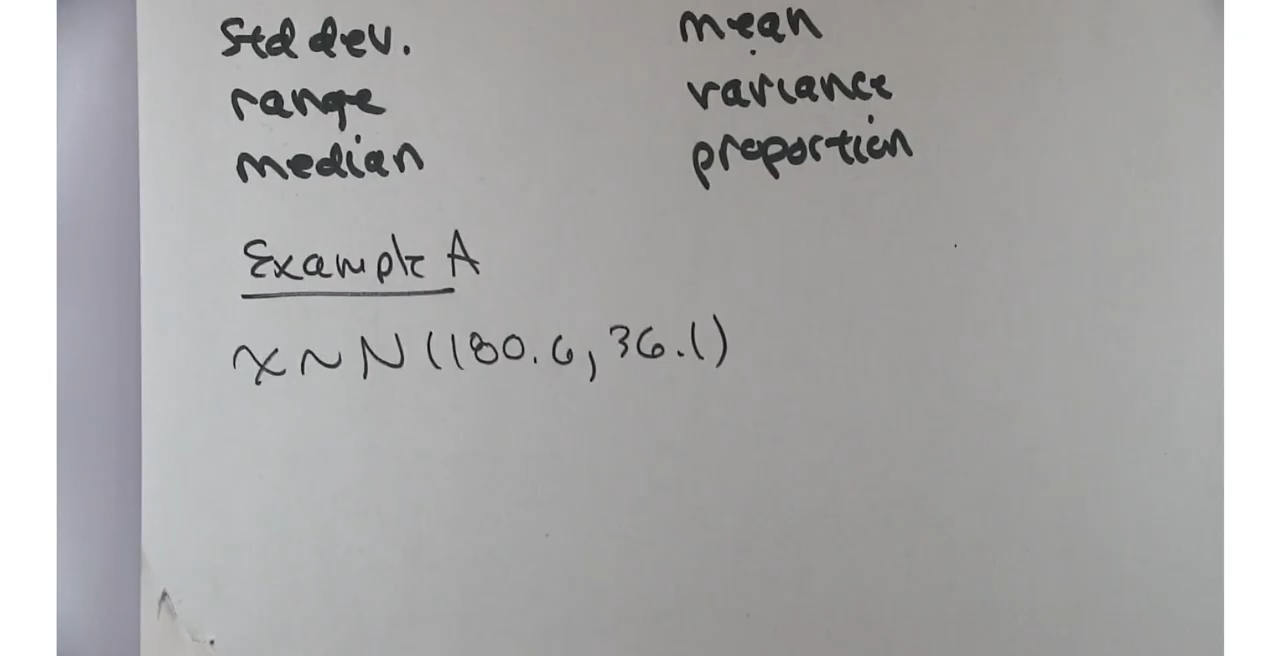 Std dev.
range
median
mean
variance
proportion
Example A
x ~ N (180.6, 36.1)